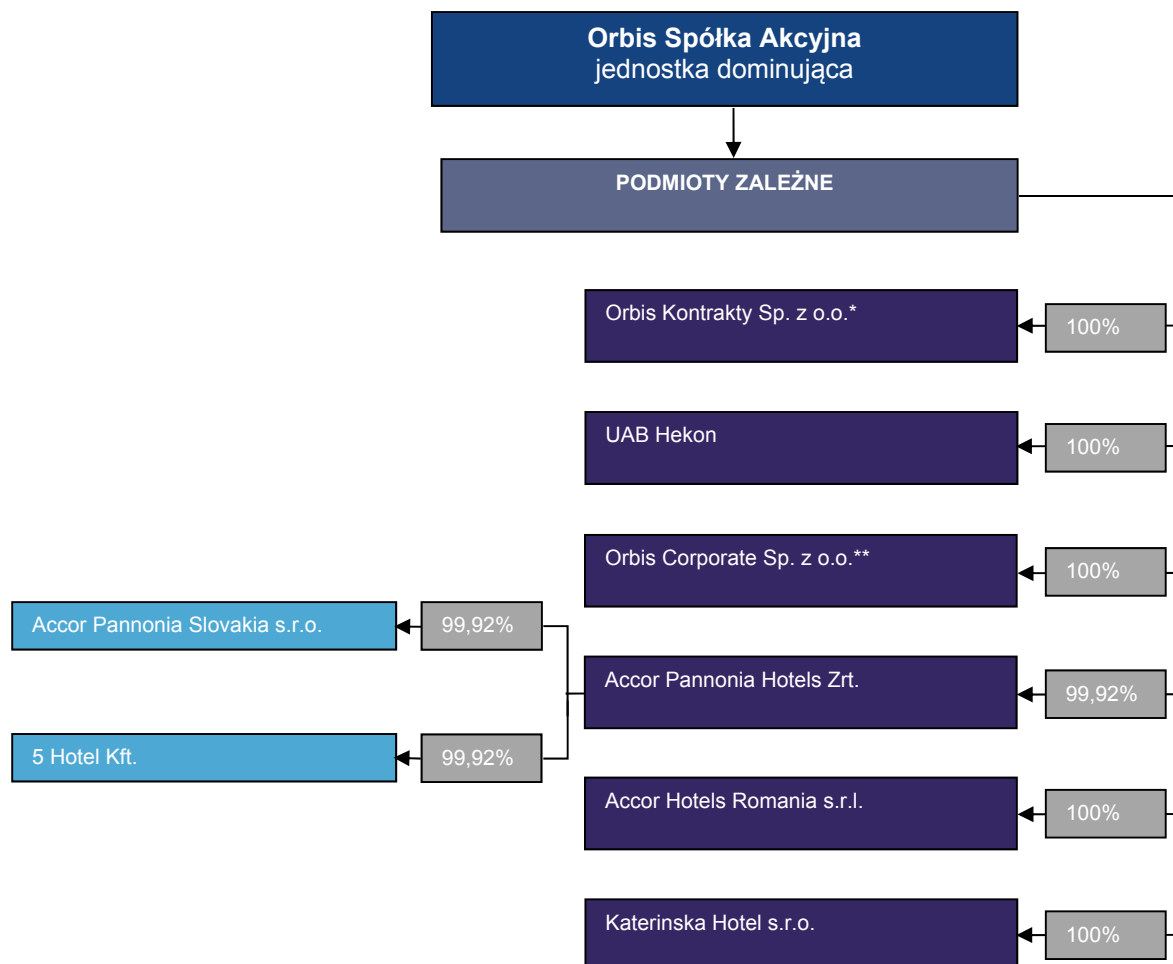 Orbis Spółka Akcyjna
jednostka dominująca
PODMIOTY ZALEŻNE
Orbis Kontrakty Sp. z o.o.*
100%
UAB Hekon
100%
Orbis Corporate Sp. z o.o.**
100%
Accor Pannonia Slovakia s.r.o.
99,92%
Accor Pannonia Hotels Zrt.
99,92%
5 Hotel Kft.
99,92%
Accor Hotels Romania s.r.l.
100%
Katerinska Hotel s.r.o.
100%